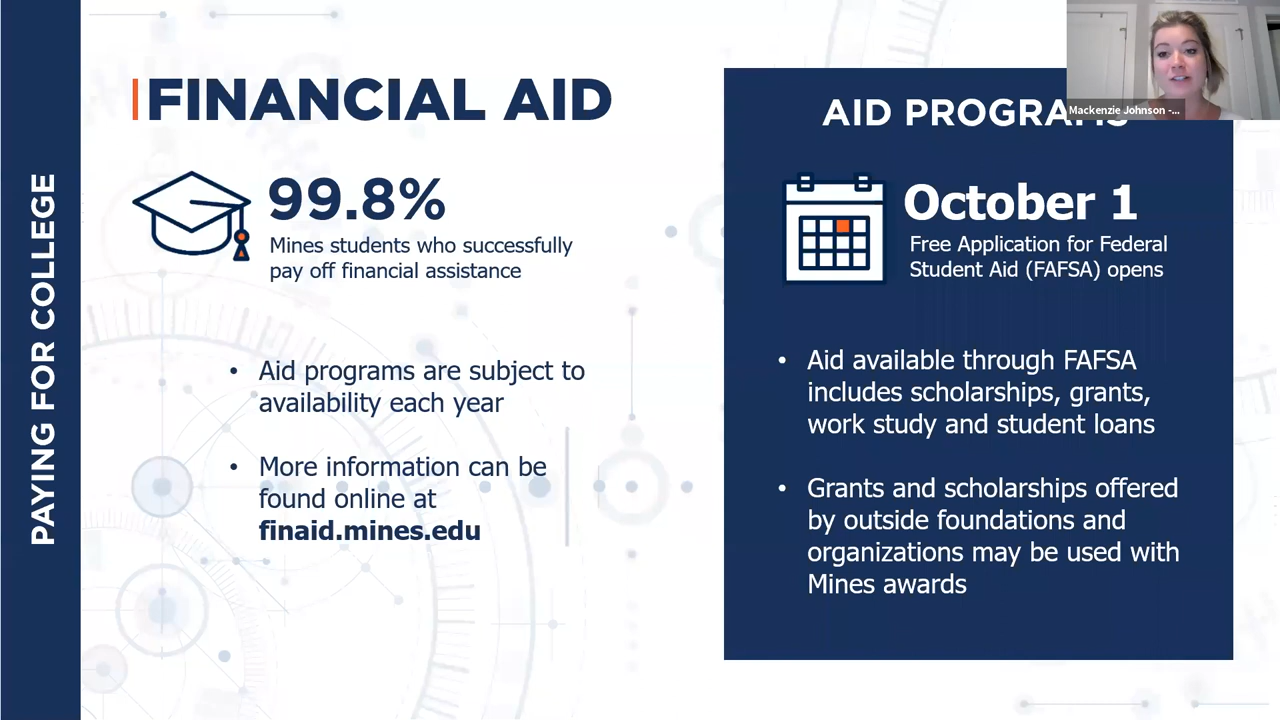 PAYING FOR COLLEGE
FINANCIAL AID
99.8%
Mines students who successfully
pay off financial assistance
• Aid programs are subject to
availability each year
• More information can be
found online at
finaid.mines.edu
AID PROGRAMS
October 1
Free Application for Federal
Student Aid (FAFSA) opens
• Aid available through FAFSA
includes scholarships, grants,
work study and student loans
• Grants and scholarships offered
by outside foundations and
organizations may be used with
Mines awards
Mackenzie Johnson -...